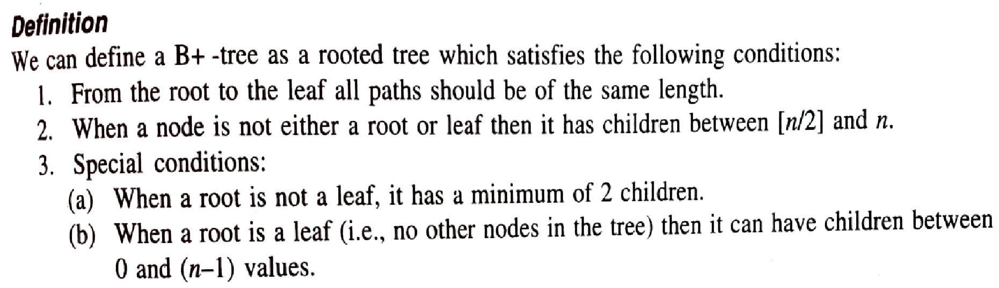 Definition
We can define a B+ -tree as a rooted tree which satisfies the following conditions:
1. From the root to the leaf all paths should be of the same length.
2. When a node is not either a root or leaf then it has children between [n/2] and n.
3. Special conditions:
(a) When a root is not a leaf, it has a minimum of 2 children.
(b) When a root is a leaf (i.e., no other nodes in the tree) then it can have children between
0 and (n–1) values.